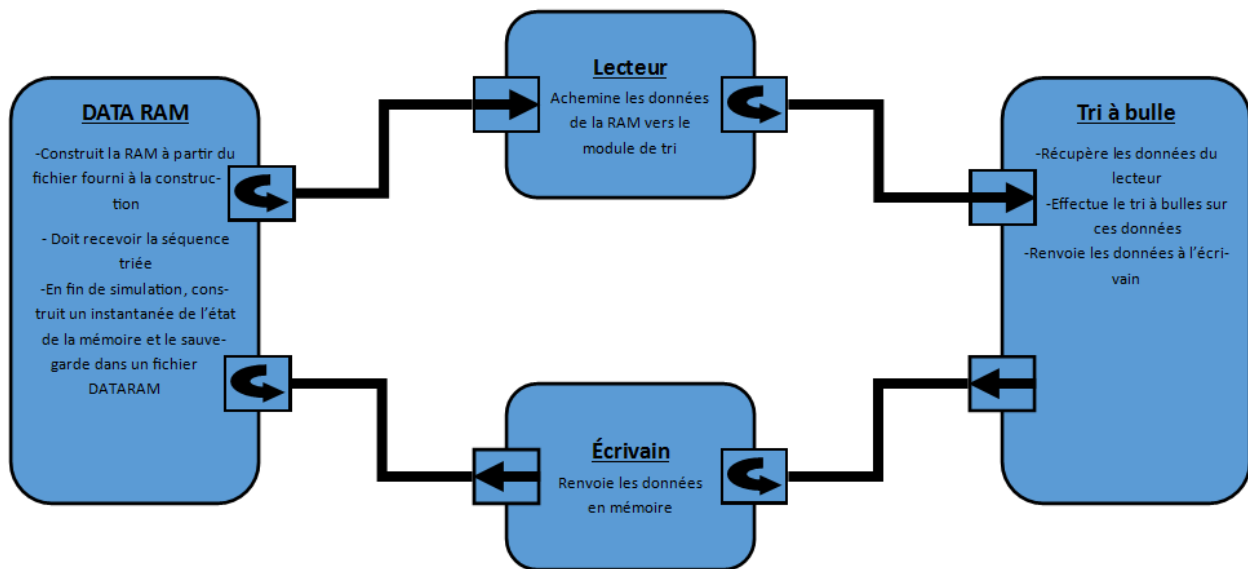 DATA RAM
-Construit la RAM à partir du
fichier fourni à la construc-
tion
- Doit recevoir la séquence
triée
-En fin de simulation, cons-
truit un instantanée de l'état
de la mémoire et le sauve-
garde dans un fichier
DATARAM
Lecteur
Achemine les données
de la RAM vers le
module de tri
Tri à bulle
-Récupère les données du
lecteur
-Effectue le tri à bulles sur
ces données
-Renvoie les données à l'écri-
vain
Écrivain
Renvoie les données
en mémoire